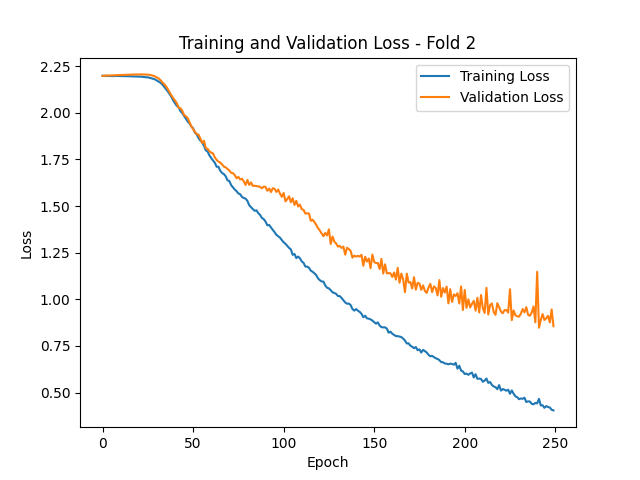 Training and Validation Loss - Fold 2
Training Loss
Validation Loss
2.25
2.00
1.75
1.50
1.25
1.00
0.75
0.50
Loss
0
50
100
150
200
250
Epoch